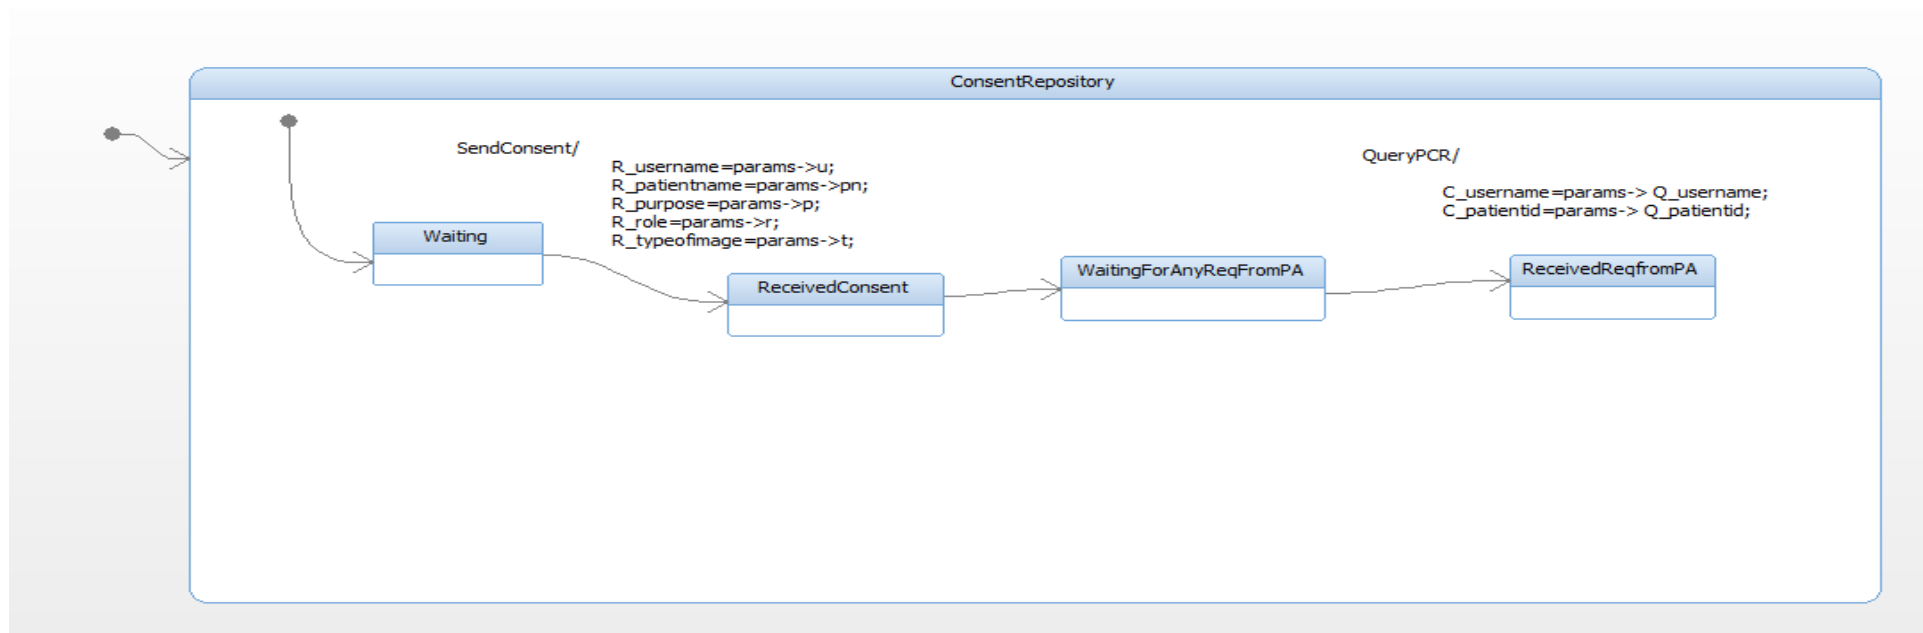 ConsentRepository
SendConsent/
R_username=params->u;
R_patientname=params->pn;
R_purpose=params->p;
R_role=params->r;
R_typeofimage=params->t;
QueryPCR/
C_username=params-> Q_username;
C_patientid=params-> Q_patientid;
Waiting
ReceivedConsent
WaitingForAnyReqFromPA
ReceivedReqfromPA